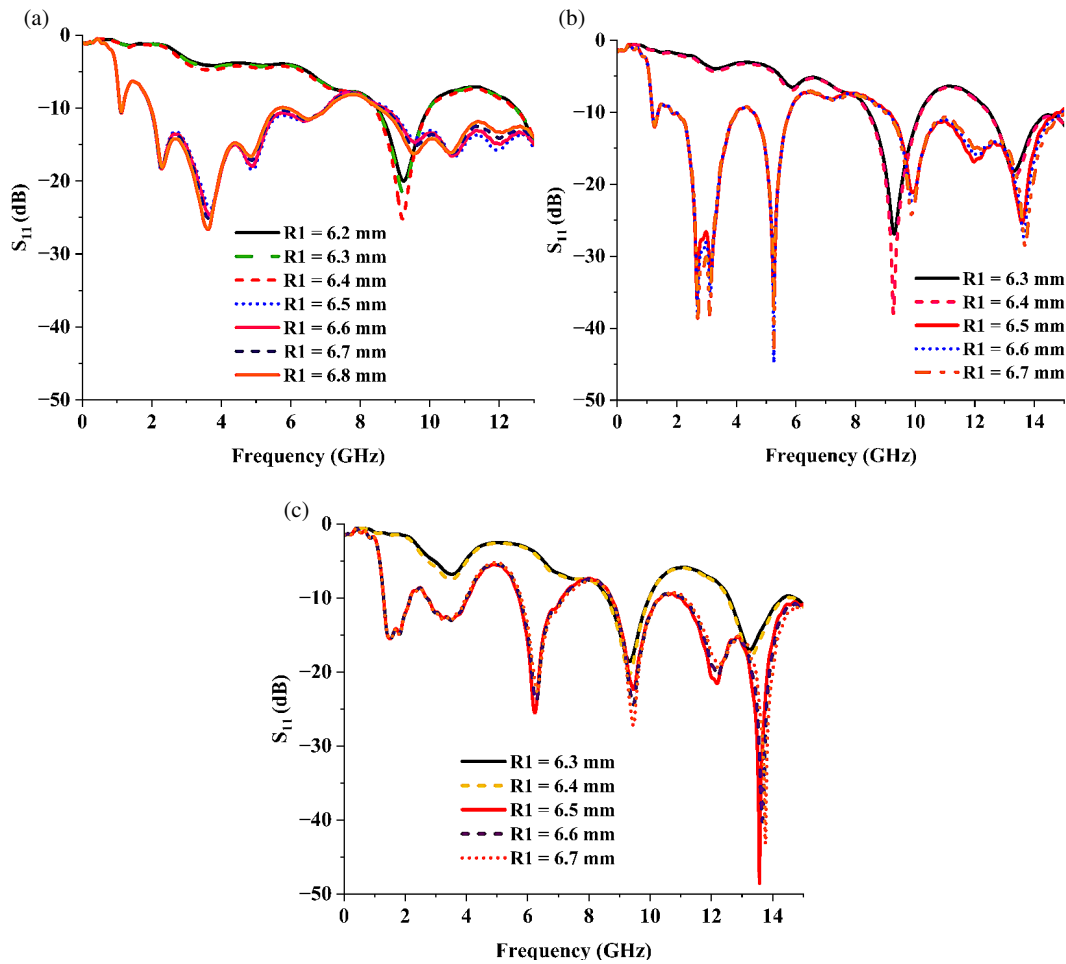 (a)
0
−10
−20
−30
−40
−50
S11 (dB)
R1 = 6.2 mm
R1 = 6.3 mm
R1 = 6.4 mm
R1 = 6.5 mm
R1 = 6.6 mm
R1 = 6.7 mm
R1 = 6.8 mm
0 2 4 6 8 10 12
Frequency (GHz)
(b)
0
−10
−20
−30
−40
−50
S11 (dB)
R1 = 6.3 mm
R1 = 6.4 mm
R1 = 6.5 mm
R1 = 6.6 mm
R1 = 6.7 mm
0 2 4 6 8 10 12 14
Frequency (GHz)
(c)
0
−10
−20
−30
−40
−50
S11 (dB)
R1 = 6.3 mm
R1 = 6.4 mm
R1 = 6.5 mm
R1 = 6.6 mm
R1 = 6.7 mm
0 2 4 6 8 10 12 14
Frequency (GHz)